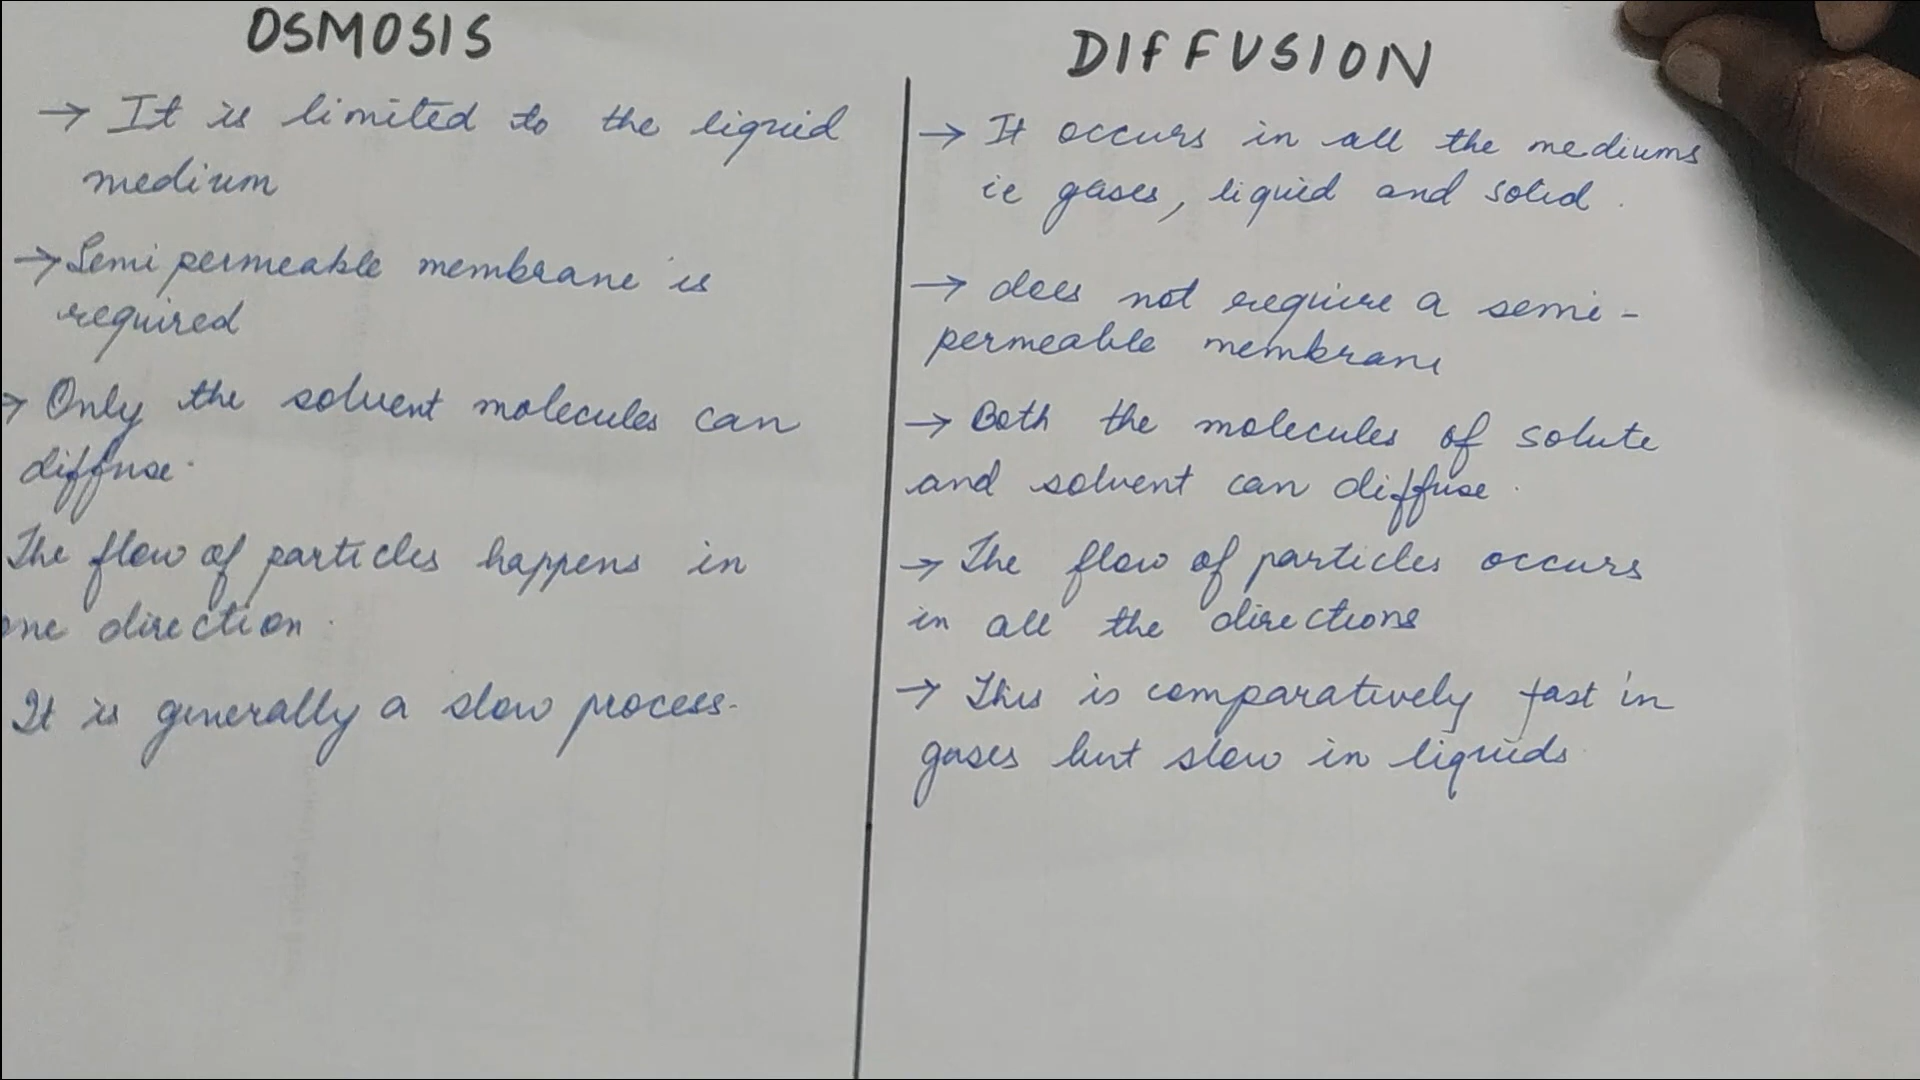 OSMOSIS
→ It is limited to the liquid
medium
→ Semi permeable membrane is
required
→ Only the solvent molecules can
diffuse.
The flow of particles happens in
one direction.
It is generally a slow process.
DIFFUSION
→ It occurs in all the mediums
ie gases, liquid and solid.
→ does not require a semi-
permeable membrane
→ Both the molecules of solute
and solvent can diffuse.
→ The flow of particles occurs
in all the directions
→ This is comparatively fast in
gases but slow in liquids